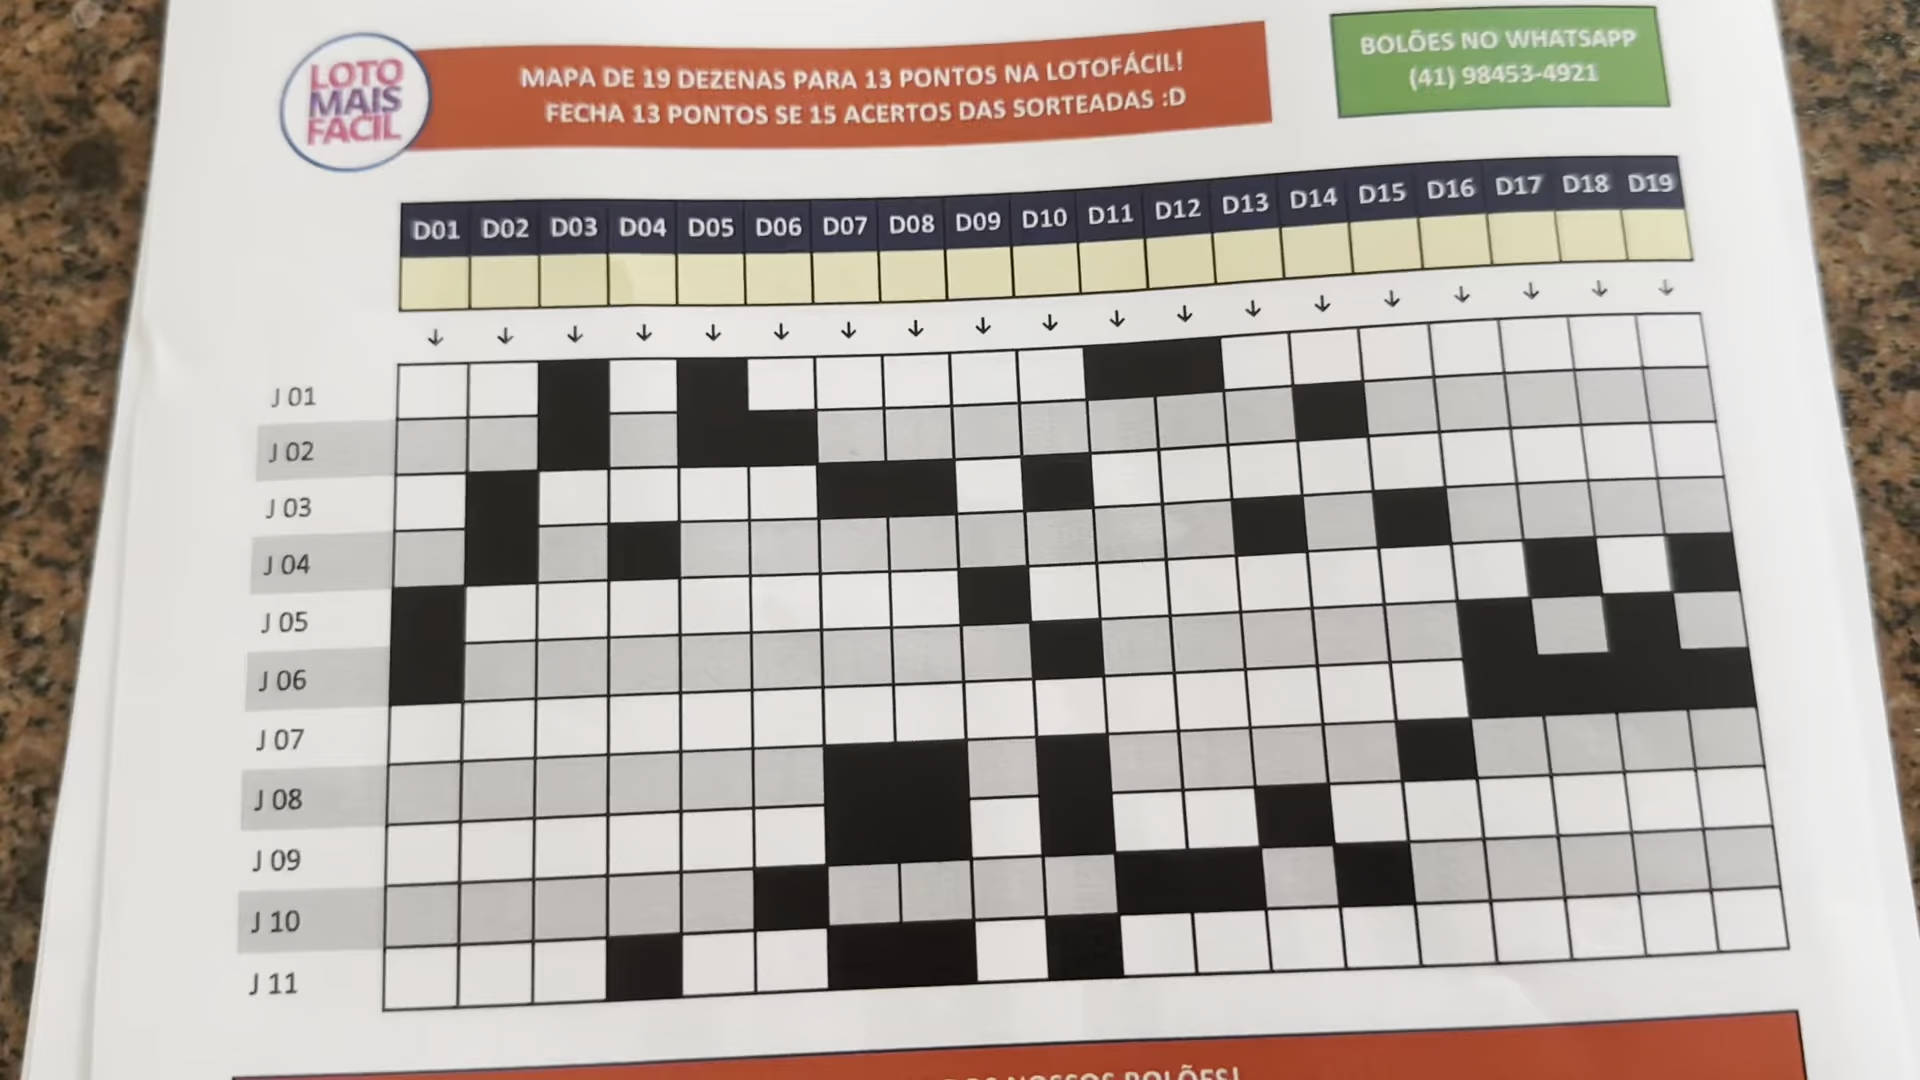 LOTO
MAIS
FACIL
MAPA DE 19 DEZENAS PARA 13 PONTOS NA LOTOFÁCIL!
FECHA 13 PONTOS SE 15 ACERTOS DAS SORTEADAS :D
BOLÕES NO WHATSAPP
(41) 98453-4921
D01 D02 D03 D04 D05 D06 D07 D08 D09 D10 D11 D12 D13 D14 D15 D16 D17 D18 D19
J 01
J 02
J 03
J 04
J 05
J 06
J 07
J 08
J 09
J 10
J 11
NOSSOS BOLÕES!